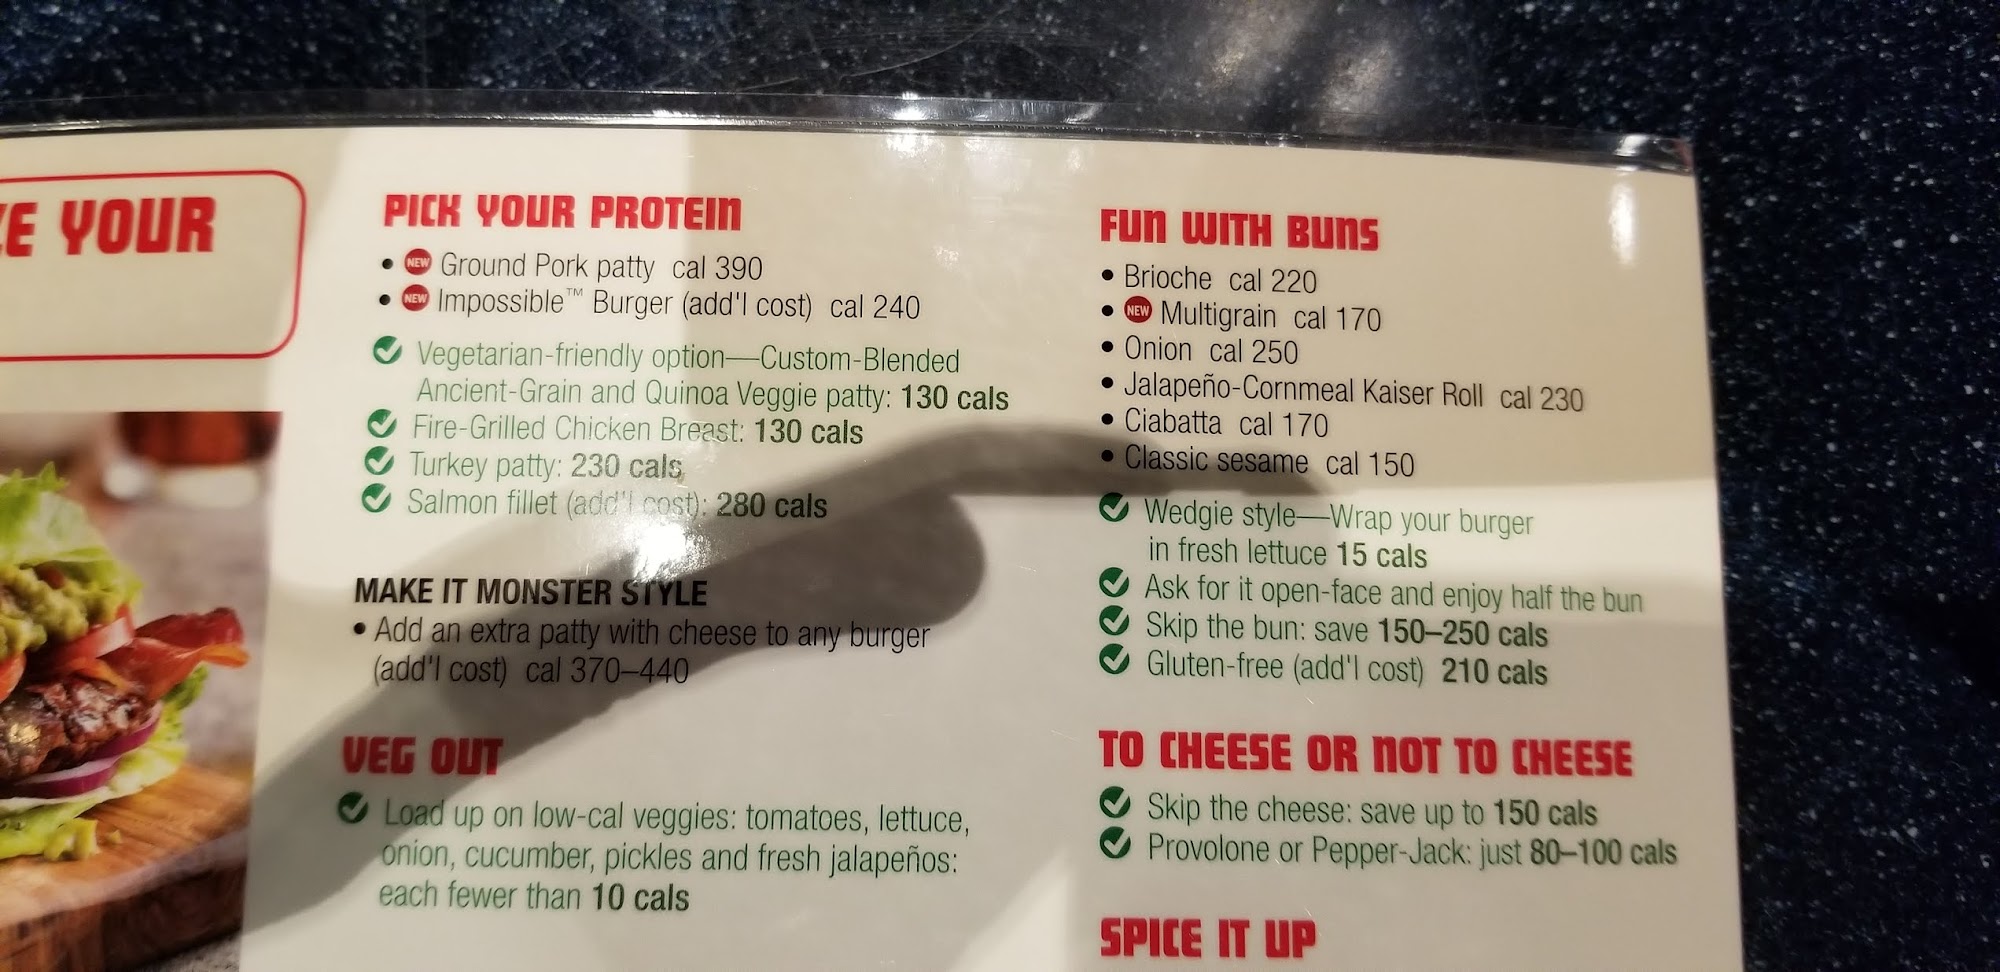 E YOUR
PICK YOUR PROTEIN
• NEW Ground Pork patty cal 390
• NEW Impossible™ Burger (add'l cost) cal 240
Vegetarian-friendly option—Custom-Blended
Ancient-Grain and Quinoa Veggie patty: 130 cals
Fire-Grilled Chicken Breast: 130 cals
Turkey patty: 230 cals
Salmon fillet (add'l cost): 280 cals
MAKE IT MONSTER STYLE
• Add an extra patty with cheese to any burger
(add'l cost) cal 370–440
VEG OUT
Load up on low-cal veggies: tomatoes, lettuce,
onion, cucumber, pickles and fresh jalapeños:
each fewer than 10 cals
FUN WITH BUNS
• Brioche cal 220
• NEW Multigrain cal 170
• Onion cal 250
• Jalapeño-Cornmeal Kaiser Roll cal 230
• Ciabatta cal 170
• Classic sesame cal 150
Wedgie style—Wrap your burger
in fresh lettuce 15 cals
Ask for it open-face and enjoy half the bun
Skip the bun: save 150–250 cals
Gluten-free (add'l cost) 210 cals
TO CHEESE OR NOT TO CHEESE
Skip the cheese: save up to 150 cals
Provolone or Pepper-Jack: just 80–100 cals
SPICE IT UP